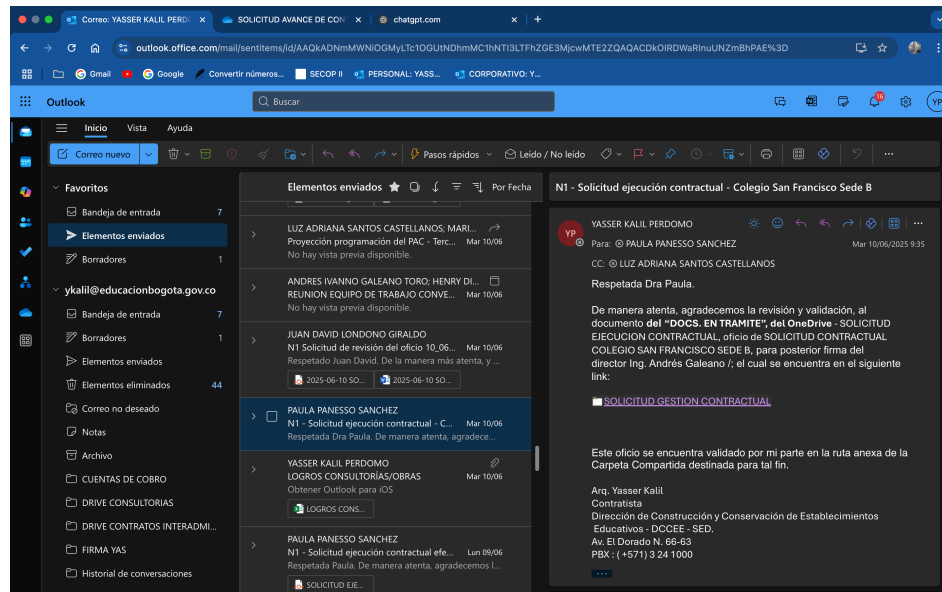 Correo: YASSER KALIL PERD
SOLICITUD AVANCE DE CON
chatgpt.com
outlook.office.com/mail/sentitems/id/AAQkADNmMWNiOGMyLTc1OGUtNDhmMC1hNTI3LTFhZGE3MjcwMTE2ZQAQACDkOIRDWaRInuUNZmBhPAE%3D
Gmail
Google
Convertir números...
SECOP II
PERSONAL: YASS...
CORPORATIVO: Y...
Outlook
Buscar
16
YP
Inicio
Vista
Ayuda
Correo nuevo
Pasos rápidos
Leído / No leído
Favoritos
Bandeja de entrada 7
Elementos enviados
Borradores 1
ykalil@educacionbogota.gov.co
Bandeja de entrada 7
Borradores 1
Elementos enviados
Elementos eliminados 44
Correo no deseado
Notas
Archivo
CUENTAS DE COBRO
DRIVE CONSULTORIAS
DRIVE CONTRATOS INTERADMI...
FIRMA YAS
Historial de conversaciones
Elementos enviados
Por Fecha
LUZ ADRIANA SANTOS CASTELLANOS; MARI...
Proyección programación del PAC - Terc... Mar 10/06
No hay vista previa disponible.
ANDRES IVANNO GALEANO TORO; HENRY DI...
REUNION EQUIPO DE TRABAJO CONVE... Mar 10/06
No hay vista previa disponible.
JUAN DAVID LONDONO GIRALDO
N1 Solicitud de revisión del oficio 10_06... Mar 10/06
Respetado Juan David. De la manera más atenta, y ...
2025-06-10 SO...
2025-06-10 SO...
PAULA PANESSO SANCHEZ
N1 - Solicitud ejecución contractual - C... Mar 10/06
Respetada Dra Paula. De manera atenta, agradece...
YASSER KALIL PERDOMO
LOGROS CONSULTORÍAS/OBRAS Mar 10/06
Obtener Outlook para iOS
LOGROS CONS...
PAULA PANESSO SANCHEZ
N1 - Solicitud ejecución contractual efe... Lun 09/06
Respetada Paula. De manera atenta, agradecemos l...
SOLICITUD EJE...
N1 - Solicitud ejecución contractual - Colegio San Francisco Sede B
YP
YASSER KALIL PERDOMO
Para: PAULA PANESSO SANCHEZ
Mar 10/06/2025 9:35
CC: LUZ ADRIANA SANTOS CASTELLANOS
Respetada Dra Paula.
De manera atenta, agradecemos la revisión y validación, al
documento del “DOCS. EN TRAMITE”, del OneDrive - SOLICITUD
EJECUCION CONTRACTUAL, oficio de SOLICITUD CONTRACTUAL
COLEGIO SAN FRANCISCO SEDE B, para posterior firma del
director Ing. Andrés Galeano /; el cual se encuentra en el siguiente
link:
SOLICITUD GESTION CONTRACTUAL
Este oficio se encuentra validado por mi parte en la ruta anexa de la
Carpeta Compartida destinada para tal fin.
Arq. Yasser Kalil
Contratista
Dirección de Construcción y Conservación de Establecimientos
Educativos - DCCEE - SED.
Av. El Dorado N. 66-63
PBX : ( +571) 3 24 1000